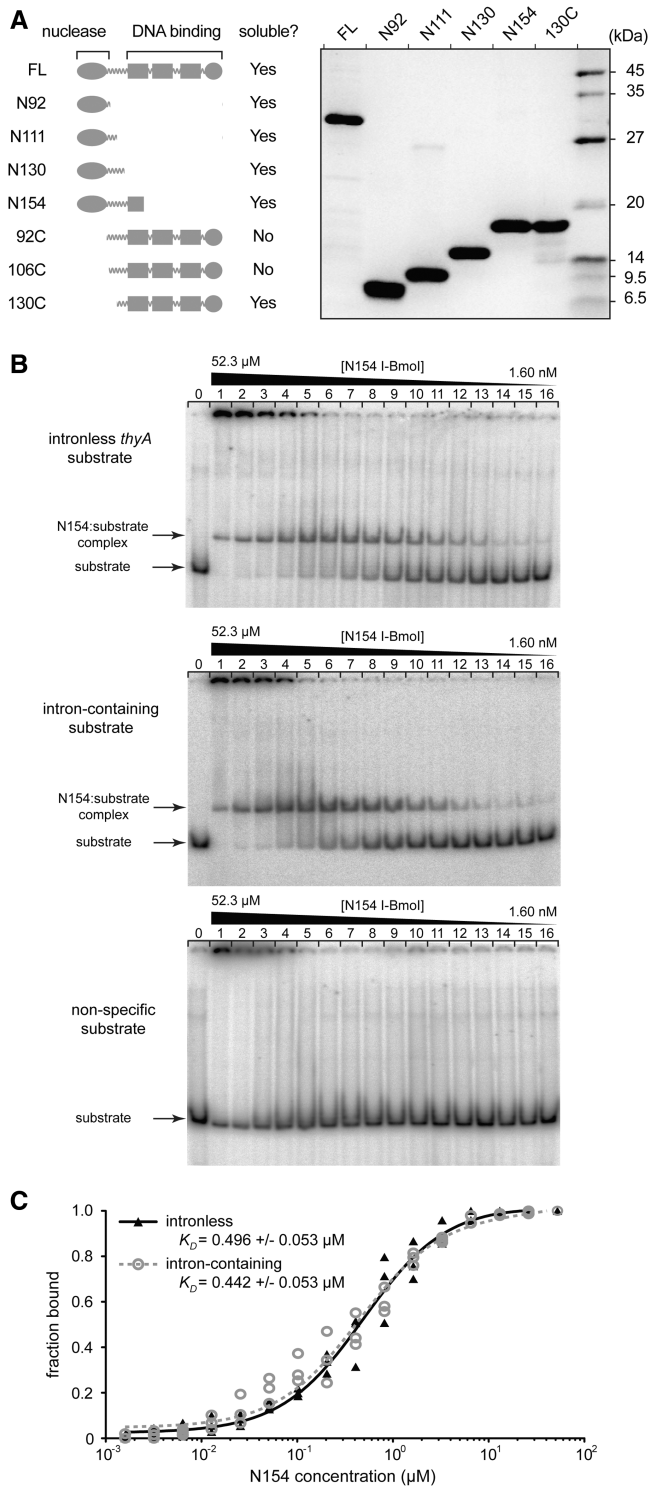 A
nuclease DNA binding soluble?
FL Yes
N92 Yes
N111 Yes
N130 Yes
N154 Yes
92C No
106C No
130C Yes
FL N92 N111 N130 N154 130C (kDa)
45
35
27
20
14
9.5
6.5
B
52.3 µM [N154 I-BmoI] 1.60 nM
0 1 2 3 4 5 6 7 8 9 10 11 12 13 14 15 16
intronless thyA
substrate
N154:substrate
complex
substrate
52.3 µM [N154 I-BmoI] 1.60 nM
0 1 2 3 4 5 6 7 8 9 10 11 12 13 14 15 16
intron-containing
substrate
N154:substrate
complex
substrate
52.3 µM [N154 I-BmoI] 1.60 nM
0 1 2 3 4 5 6 7 8 9 10 11 12 13 14 15 16
non-specific
substrate
substrate
C
intronless
KD= 0.496 +/- 0.053 µM
intron-containing
KD= 0.442 +/- 0.053 µM
fraction bound
1.0
0.8
0.6
0.4
0.2
0
10-3 10-2 10-1 100 101 102
N154 concentration (µM)